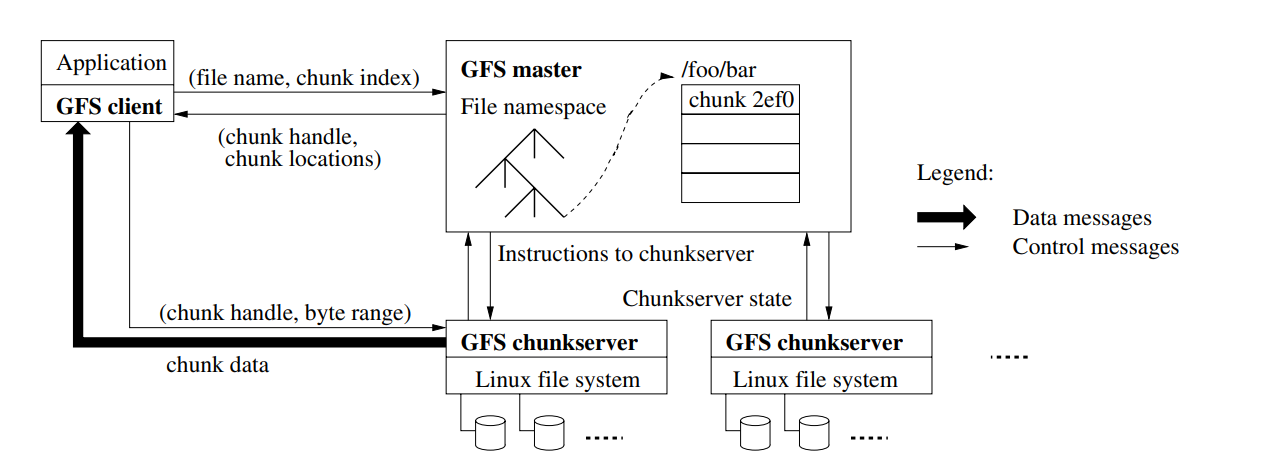 Application
GFS client
(file name, chunk index)
(chunk handle,
chunk locations)
GFS master
File namespace
/foo/bar
chunk 2ef0
Legend:
Data messages
Control messages
Instructions to chunkserver
Chunkserver state
(chunk handle, byte range)
chunk data
GFS chunkserver
Linux file system
GFS chunkserver
Linux file system